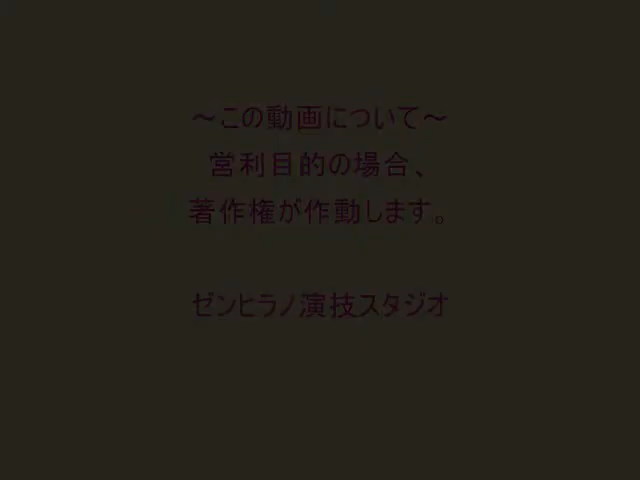 ～この動画について～
営利目的の場合、
著作権が作動します。
ゼンヒラノ演技スタジオ